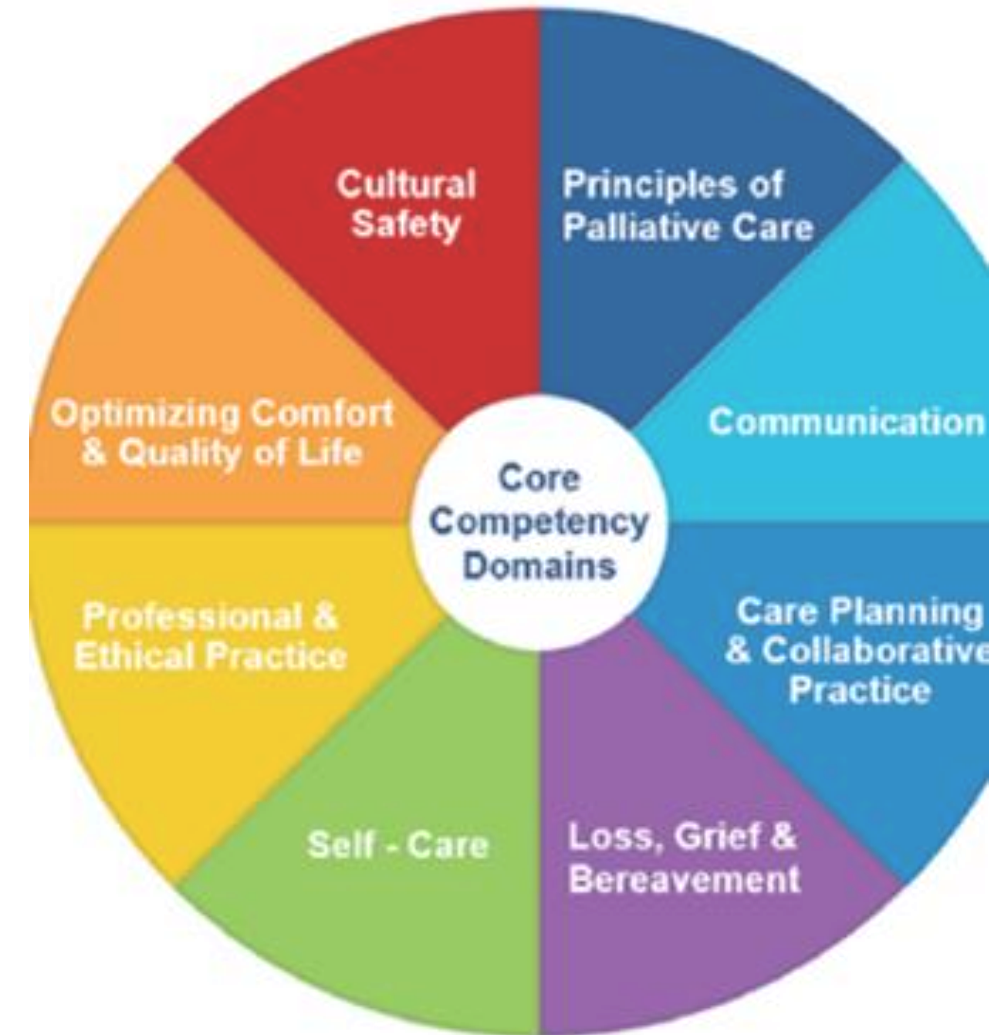 Cultural
Safety
Principles of
Palliative Care
Communication
Care Planning
& Collaborative
Practice
Loss, Grief &
Bereavement
Self - Care
Professional &
Ethical Practice
Optimizing Comfort
& Quality of Life
Core
Competency
Domains